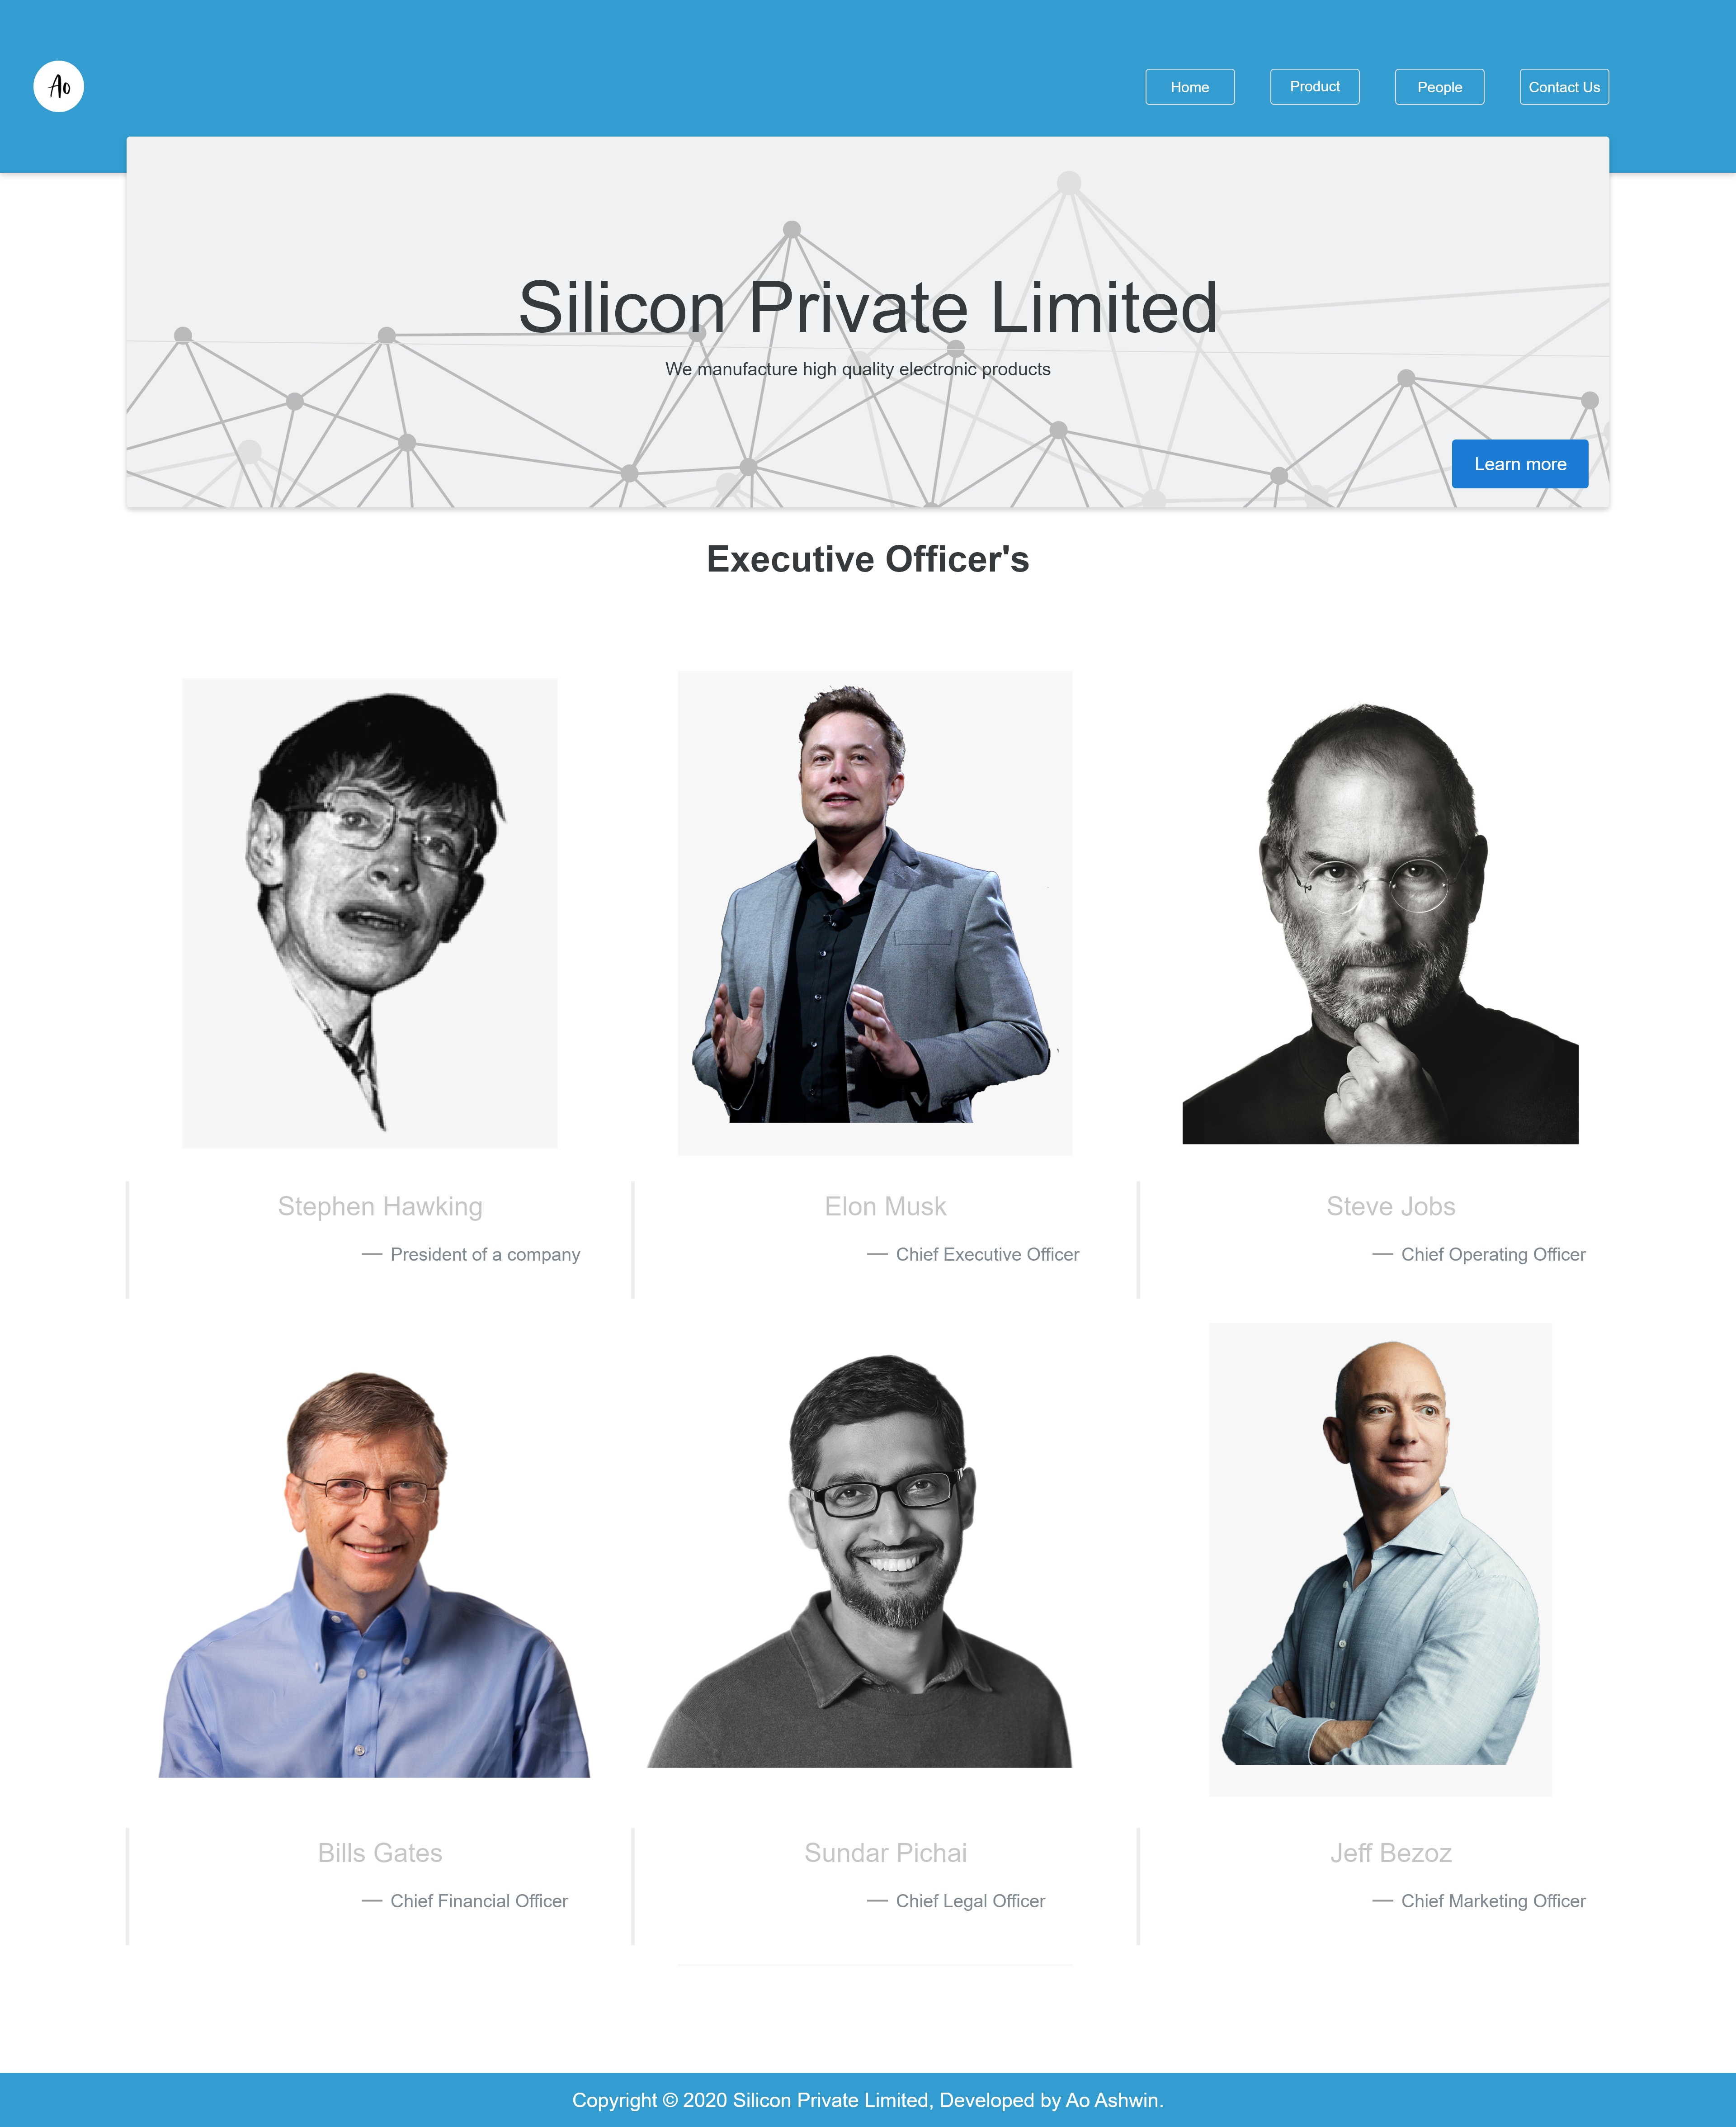 Ao
Home
Product
People
Contact Us
Silicon Private Limited
We manufacture high quality electronic products
Learn more
Executive Officer's
Stephen Hawking
Elon Musk
Steve Jobs
— President of a company
— Chief Executive Officer
— Chief Operating Officer
Bills Gates
Sundar Pichai
Jeff Bezoz
— Chief Financial Officer
— Chief Legal Officer
— Chief Marketing Officer
Copyright © 2020 Silicon Private Limited, Developed by Ao Ashwin.